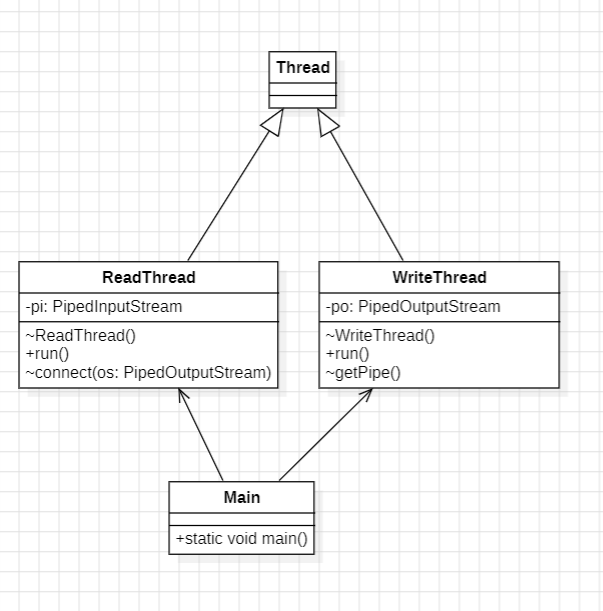 Thread
ReadThread
-pi: PipedInputStream
~ReadThread()
+run()
~connect(os: PipedOutputStream)
WriteThread
-po: PipedOutputStream
~WriteThread()
+run()
~getPipe()
Main
+static void main()